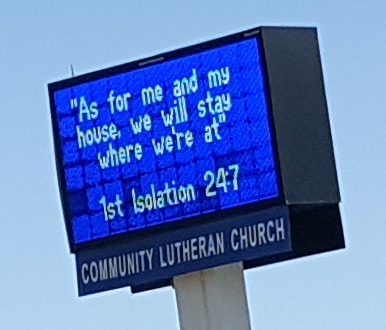 "As for me and my
house, we will stay
where we're at"
1st Isolation 24:7
COMMUNITY LUTHERAN CHURCH